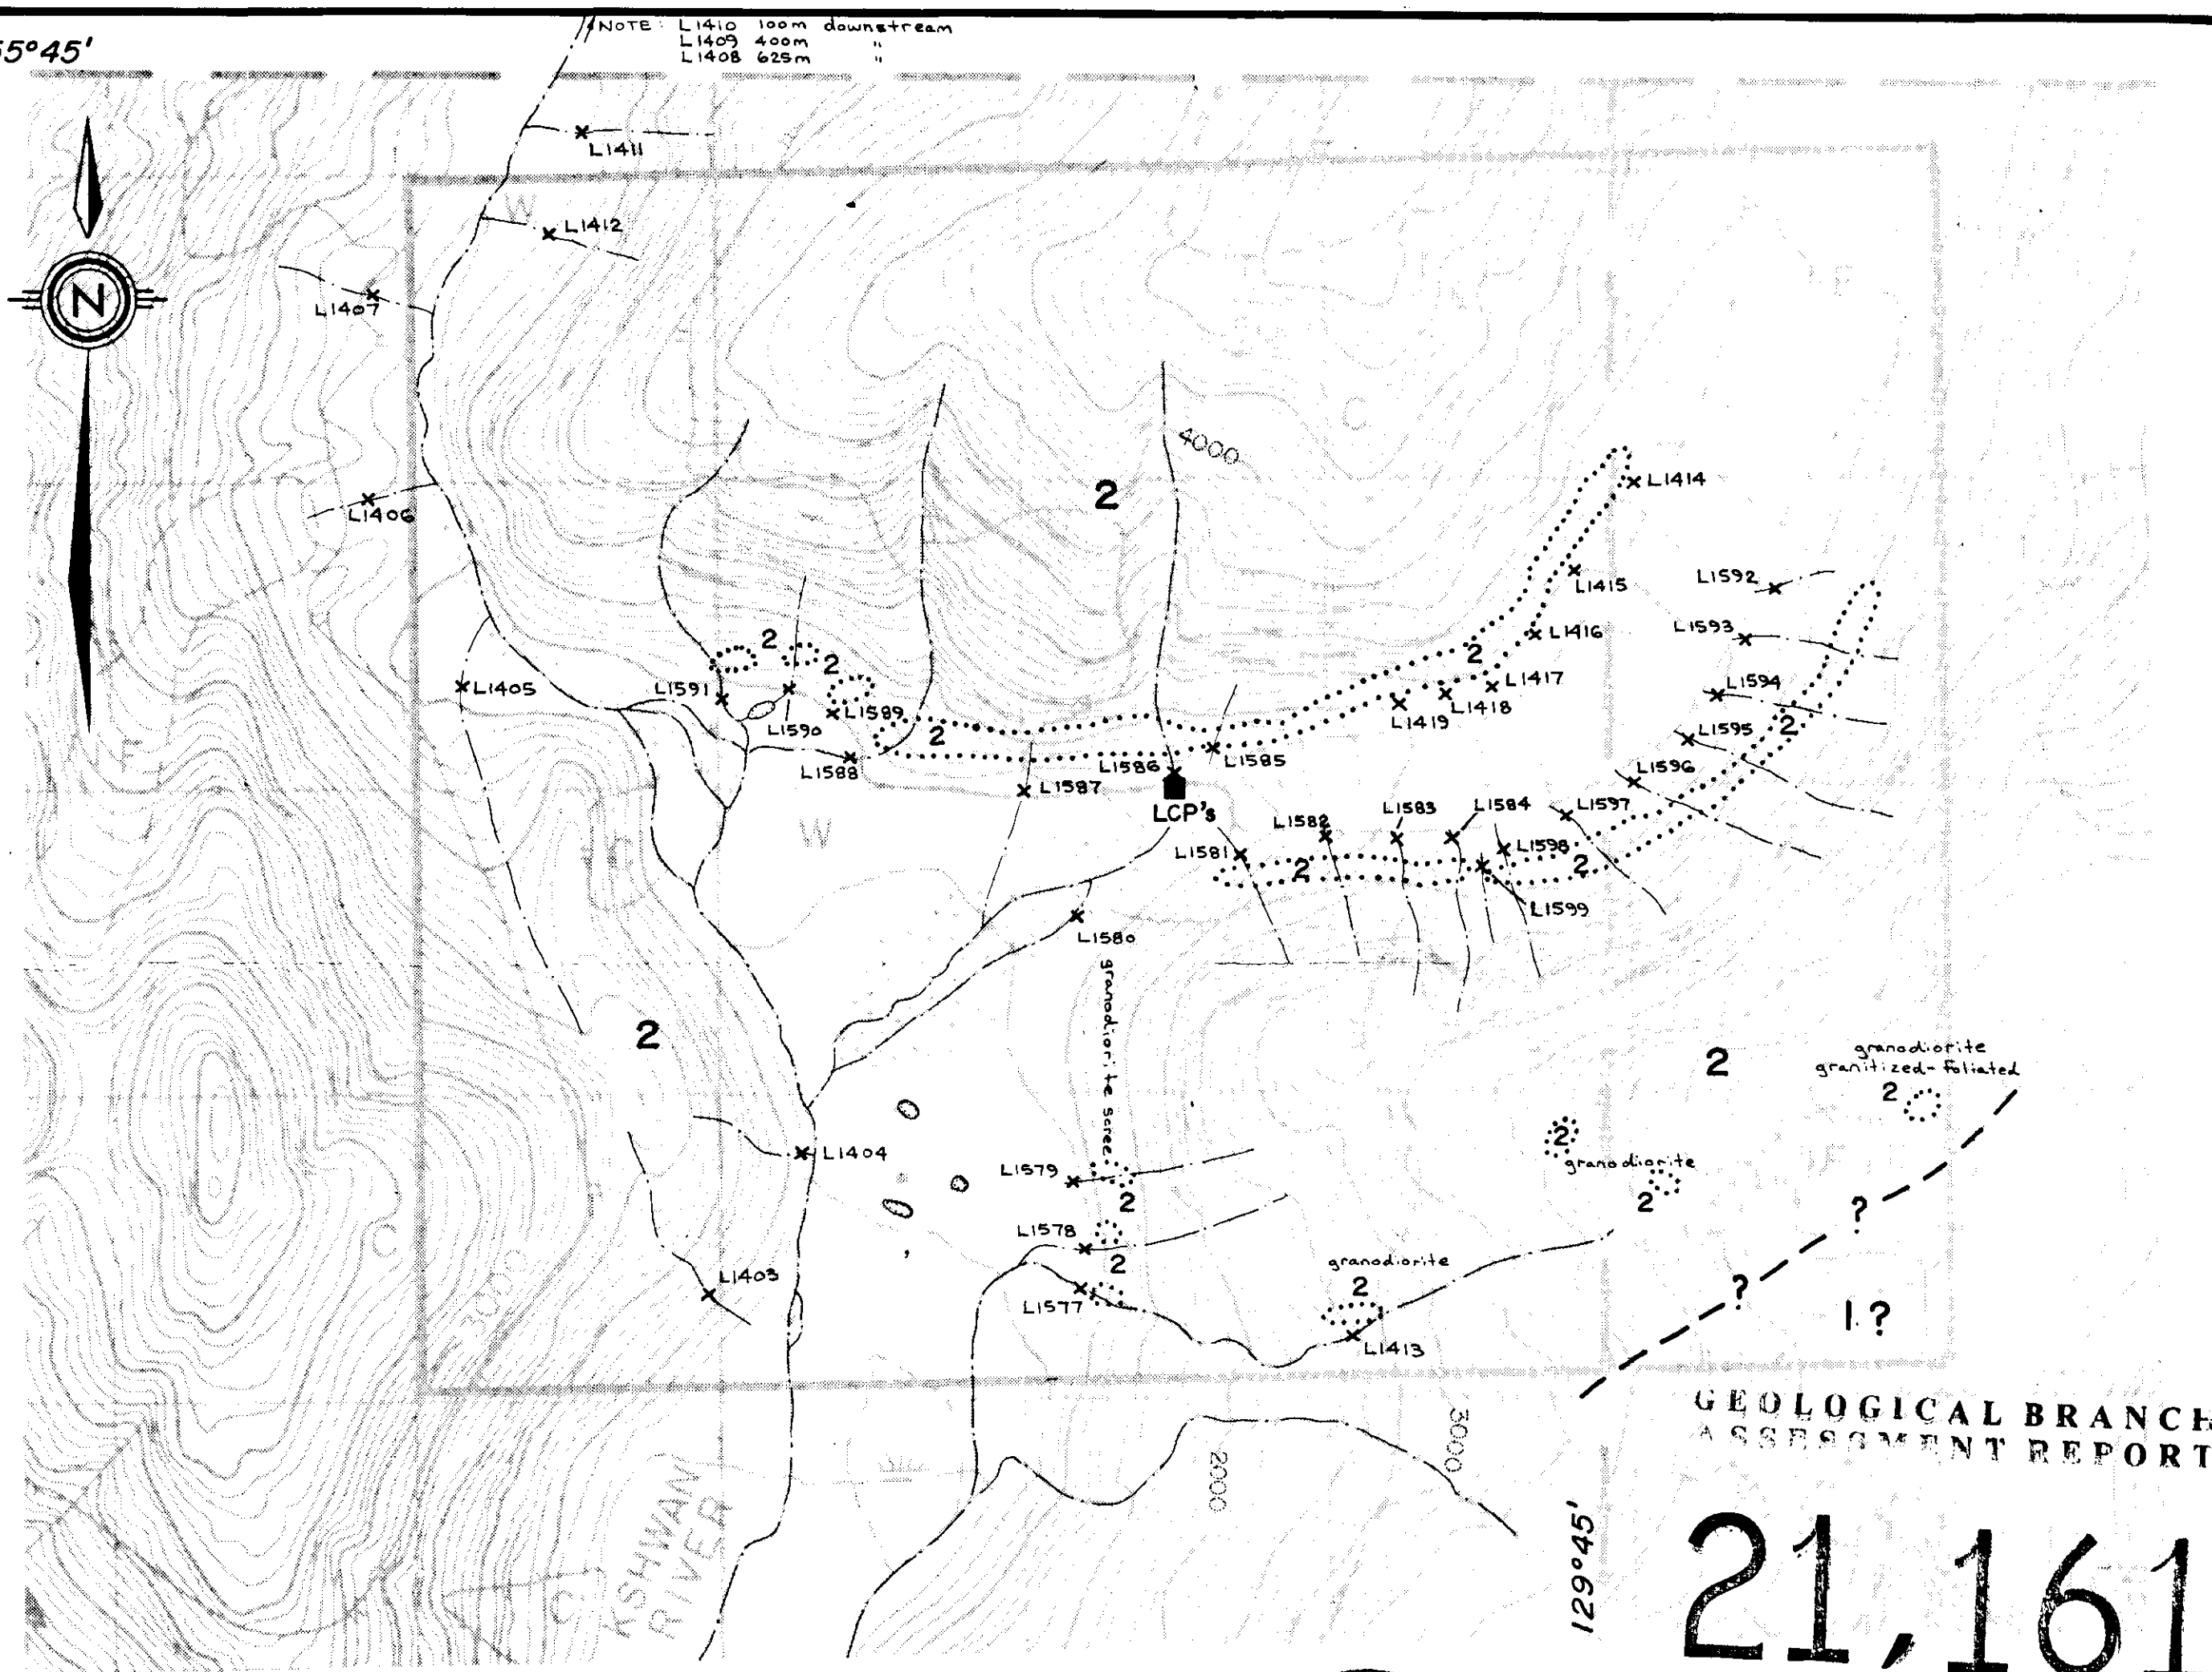 NOTE: L1410 100m downstream
L1409 400m "
L1408 625m "
5°45'
L1411
W
L1412
N
L1407
4000
C
E
2
L1414
L1406
L1415
L1592
L1416
L1593
2
2
2
L1405
L1591
L1417
L1594
L1589
L1418
L1419
L1590
2
2
L1595
L1588
L1586
L1585
L1596
L1587
LCP's
L1597
L1582
L1583
L1584
W
L1581
L1598
2
2
L1599
L1580
granodiorite scree
2
2
granodiorite
granitized-foliated
2
L1404
2
granodiorite
L1579
2
2
?
L1578
2
granodiorite
2
L1403
L1577
?
1.?
L1413
C
3000
GEOLOGICAL BRANCH
ASSESSMENT REPORT
3000
2000
KSHWAN
RIVER
C
129°45'
21,161